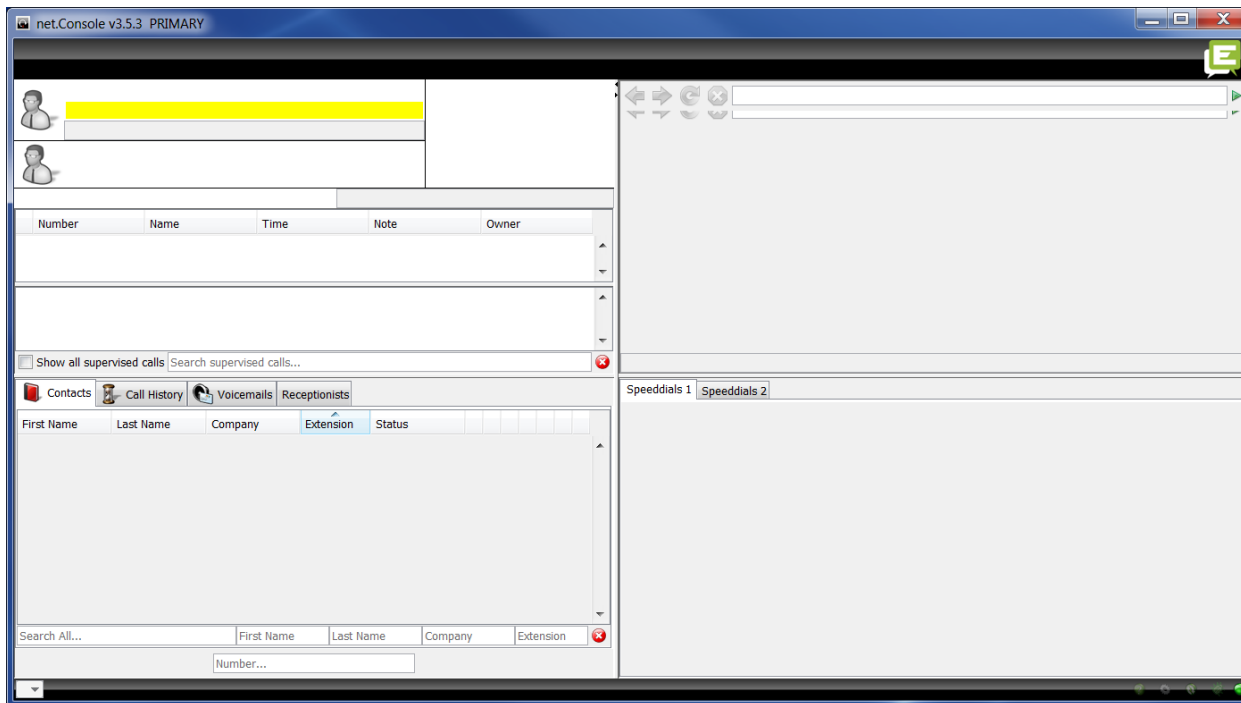 net.Console v3.5.3 PRIMARY
Number Name Time Note Owner
Show all supervised calls Search supervised calls...
Contacts Call History Voicemails Receptionists
First Name Last Name Company Extension Status
Search All... First Name Last Name Company Extension
Number...
Speeddials 1 Speeddials 2